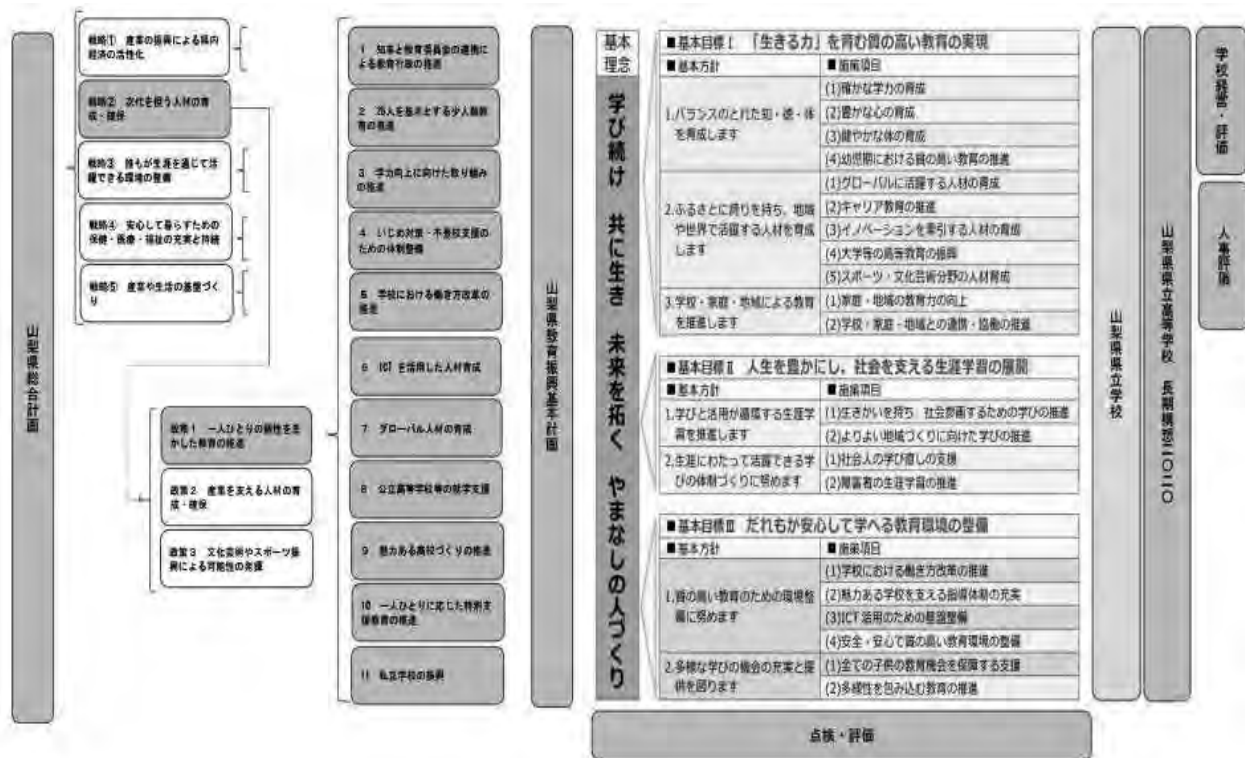 山梨県総合計画
戦略① 産業の振興による県内
経済の活性化
戦略② 次代を担う人材の育
成・確保
戦略③ 誰もが生涯を通じて活
躍できる環境の整備
戦略④ 安心して暮らすための
保健・医療・福祉の充実と持続
戦略⑤ 産業や生活の基盤づく
り
政策1 一人ひとりの個性を生
かした教育の推進
政策2 産業を支える人材の育
成・確保
政策3 文化芸術やスポーツ振
興による可能性の発揮
1 知事と教育委員会の連携に
よる教育行政の推進
2 25人を基本とする少人数教
育の推進
3 学力向上に向けた取り組み
の推進
4 いじめ対策・不登校支援の
ための体制整備
5 学校における働き方改革の
推進
6 ICTを活用した人材育成
7 グローバル人材の育成
8 公立高等学校等の就学支援
9 魅力ある高校づくりの推進
10 一人ひとりに応じた特別支
援教育の推進
11 私立学校の振興
山梨県教育振興基本計画
基本
理念
学び続け 共に生き 未来を拓く やまなしの人づくり
■基本目標Ⅰ 「生きる力」を育む質の高い教育の実現
■基本方針 ■施策項目
1.バランスのとれた知・徳・体
を育成します
(1)確かな学力の育成
(2)豊かな心の育成
(3)健やかな体の育成
(4)幼児期における質の高い教育の推進
2.ふるさとに誇りを持ち、地域
や世界で活躍する人材を育成
します
(1)グローバルに活躍する人材の育成
(2)キャリア教育の推進
(3)イノベーションを牽引する人材の育成
(4)大学等の高等教育の振興
(5)スポーツ・文化芸術分野の人材育成
3.学校・家庭・地域による教育
を推進します
(1)家庭・地域の教育力の向上
(2)学校・家庭・地域との連携・協働の推進
■基本目標Ⅱ 人生を豊かにし、社会を支える生涯学習の展開
■基本方針 ■施策項目
1.学びと活用が循環する生涯学
習を推進します
(1)生きがいを持ち 社会参画するための学びの推進
(2)よりよい地域づくりに向けた学びの推進
2.生涯にわたって活躍できる学
びの体制づくりに努めます
(1)社会人の学び直しの支援
(2)障害者の生涯学習の推進
■基本目標Ⅲ だれもが安心して学べる教育環境の整備
■基本方針 ■施策項目
1.質の高い教育のための環境整
備に努めます
(1)学校における働き方改革の推進
(2)魅力ある学校を支える指導体制の充実
(3)ICT活用のための基盤整備
(4)安全・安心で質の高い教育環境の整備
2.多様な学びの機会の充実と提
供を図ります
(1)全ての子供の教育機会を保障する支援
(2)多様性を包み込む教育の推進
点検・評価
山梨県県立学校
山梨県県立高等学校 長期構想二〇二〇
学校経営・評価
人事評価